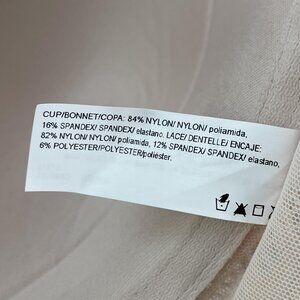 CUP/BONNET/COPA: 84% NYLON/ NYLON/ poliamida,
16% SPANDEX/ SPANDEX/ elastano. LACE/ DENTELLE/ ENCAJE:
82% NYLON/ NYLON/ poliamida, 12% SPANDEX/ SPANDEX/ elastano,
6% POLYESTER/POLYESTER/poliéster.